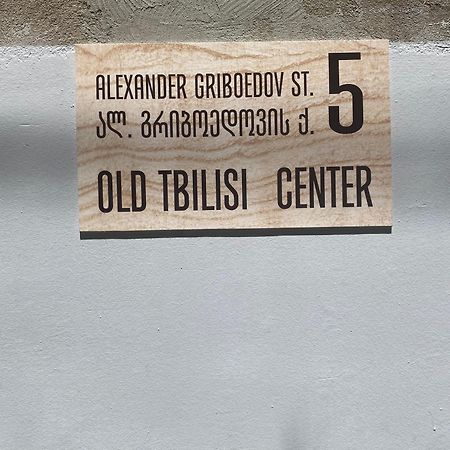 ALEXANDER GRIBOEDOV ST. 5
ალ. გრიბოედოვის ქ.
OLD TBILISI CENTER